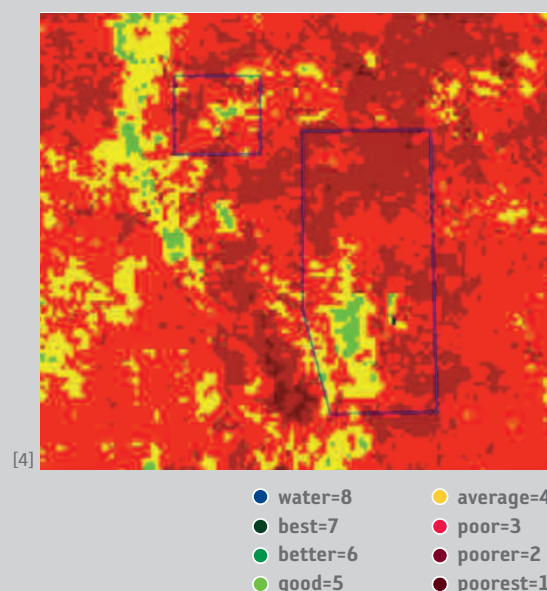 [4]
water=8
average=4
best=7
poor=3
better=6
poorer=2
good=5
poorest=1